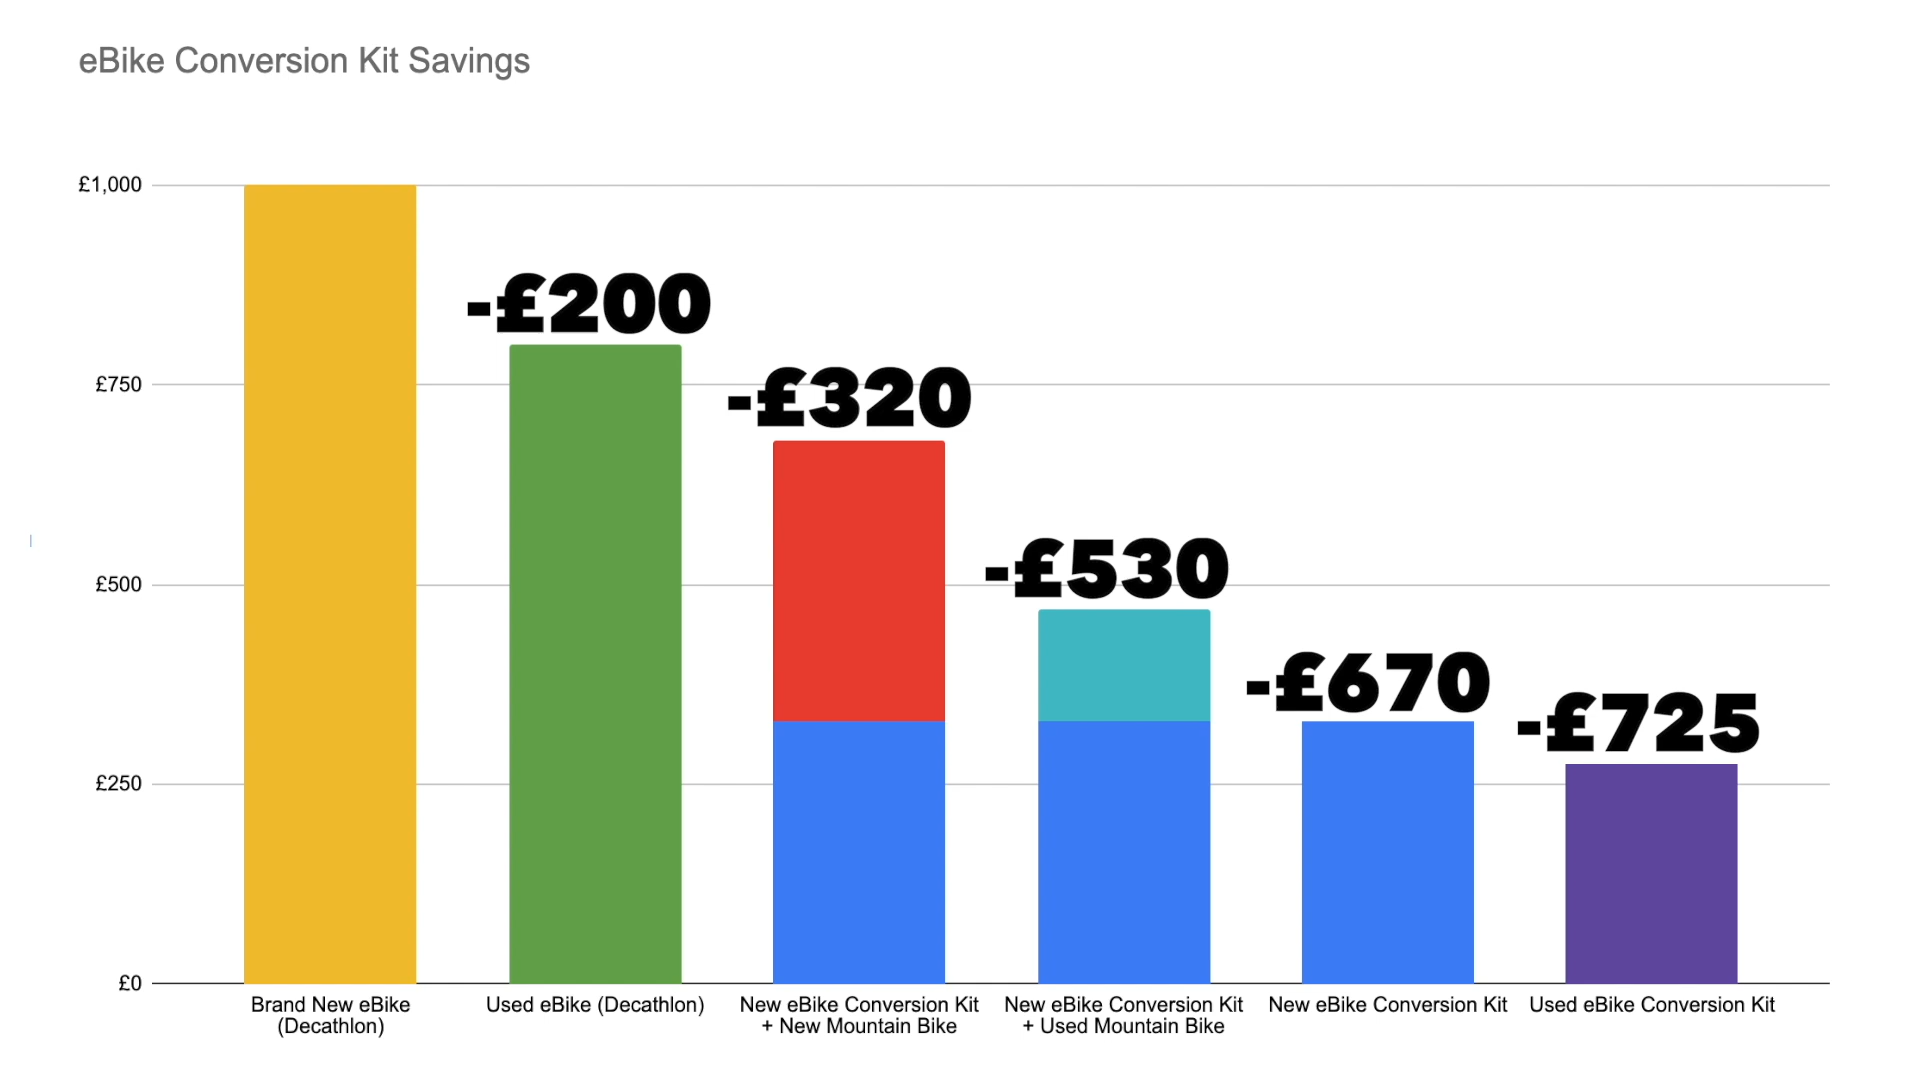 eBike Conversion Kit Savings
£1,000
-£200
£750
-£320
£500
-£530
-£670
-£725
£250
£0
Brand New eBike
(Decathlon)
Used eBike (Decathlon)
New eBike Conversion Kit
+ New Mountain Bike
New eBike Conversion Kit
+ Used Mountain Bike
New eBike Conversion Kit
Used eBike Conversion Kit